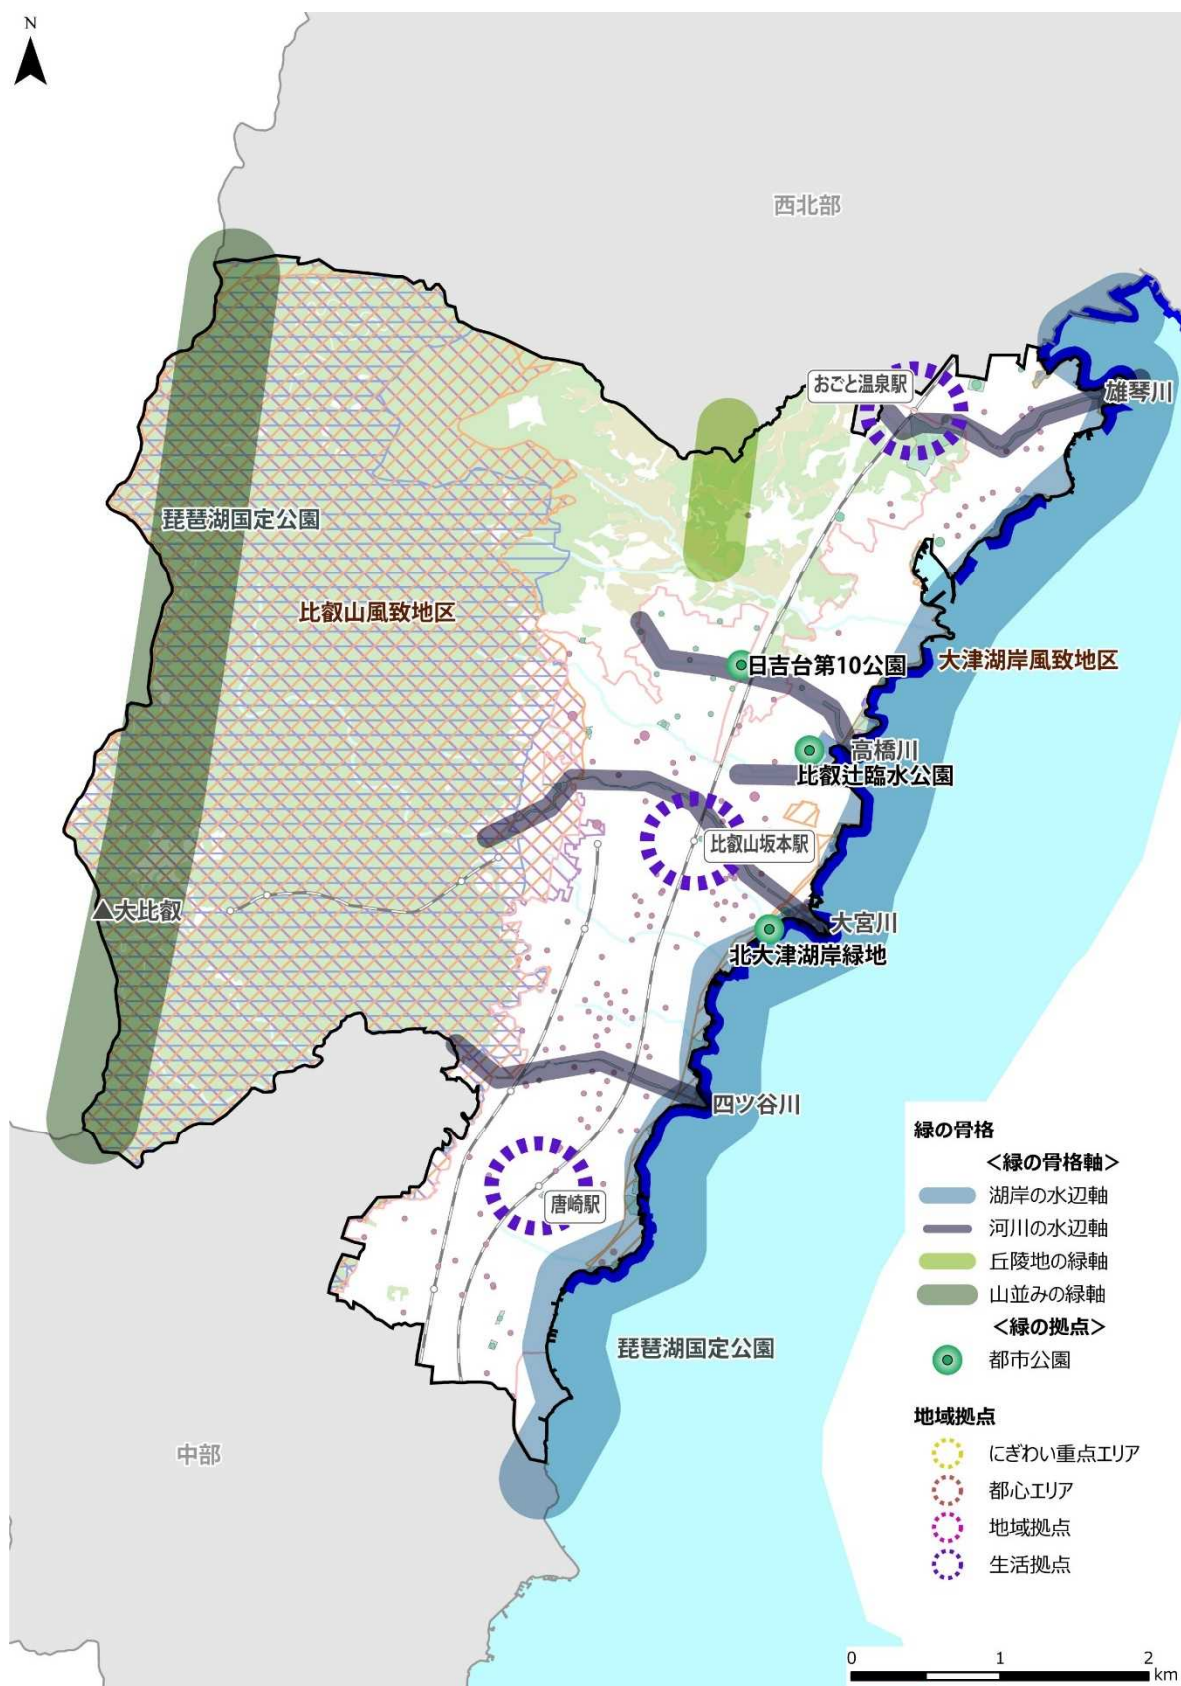 N
西北部
おごと温泉駅
雄琴川
琵琶湖国定公園
比叡山風致地区
大津湖岸風致地区
日吉台第10公園
高橋川
比叡辻臨水公園
比叡山坂本駅
▲大比叡
大宮川
北大津湖岸緑地
四ツ谷川
唐崎駅
琵琶湖国定公園
中部
緑の骨格
＜緑の骨格軸＞
湖岸の水辺軸
河川の水辺軸
丘陵地の緑軸
山並みの緑軸
＜緑の拠点＞
都市公園
地域拠点
にぎわい重点エリア
都心エリア
地域拠点
生活拠点
0 1 2
km